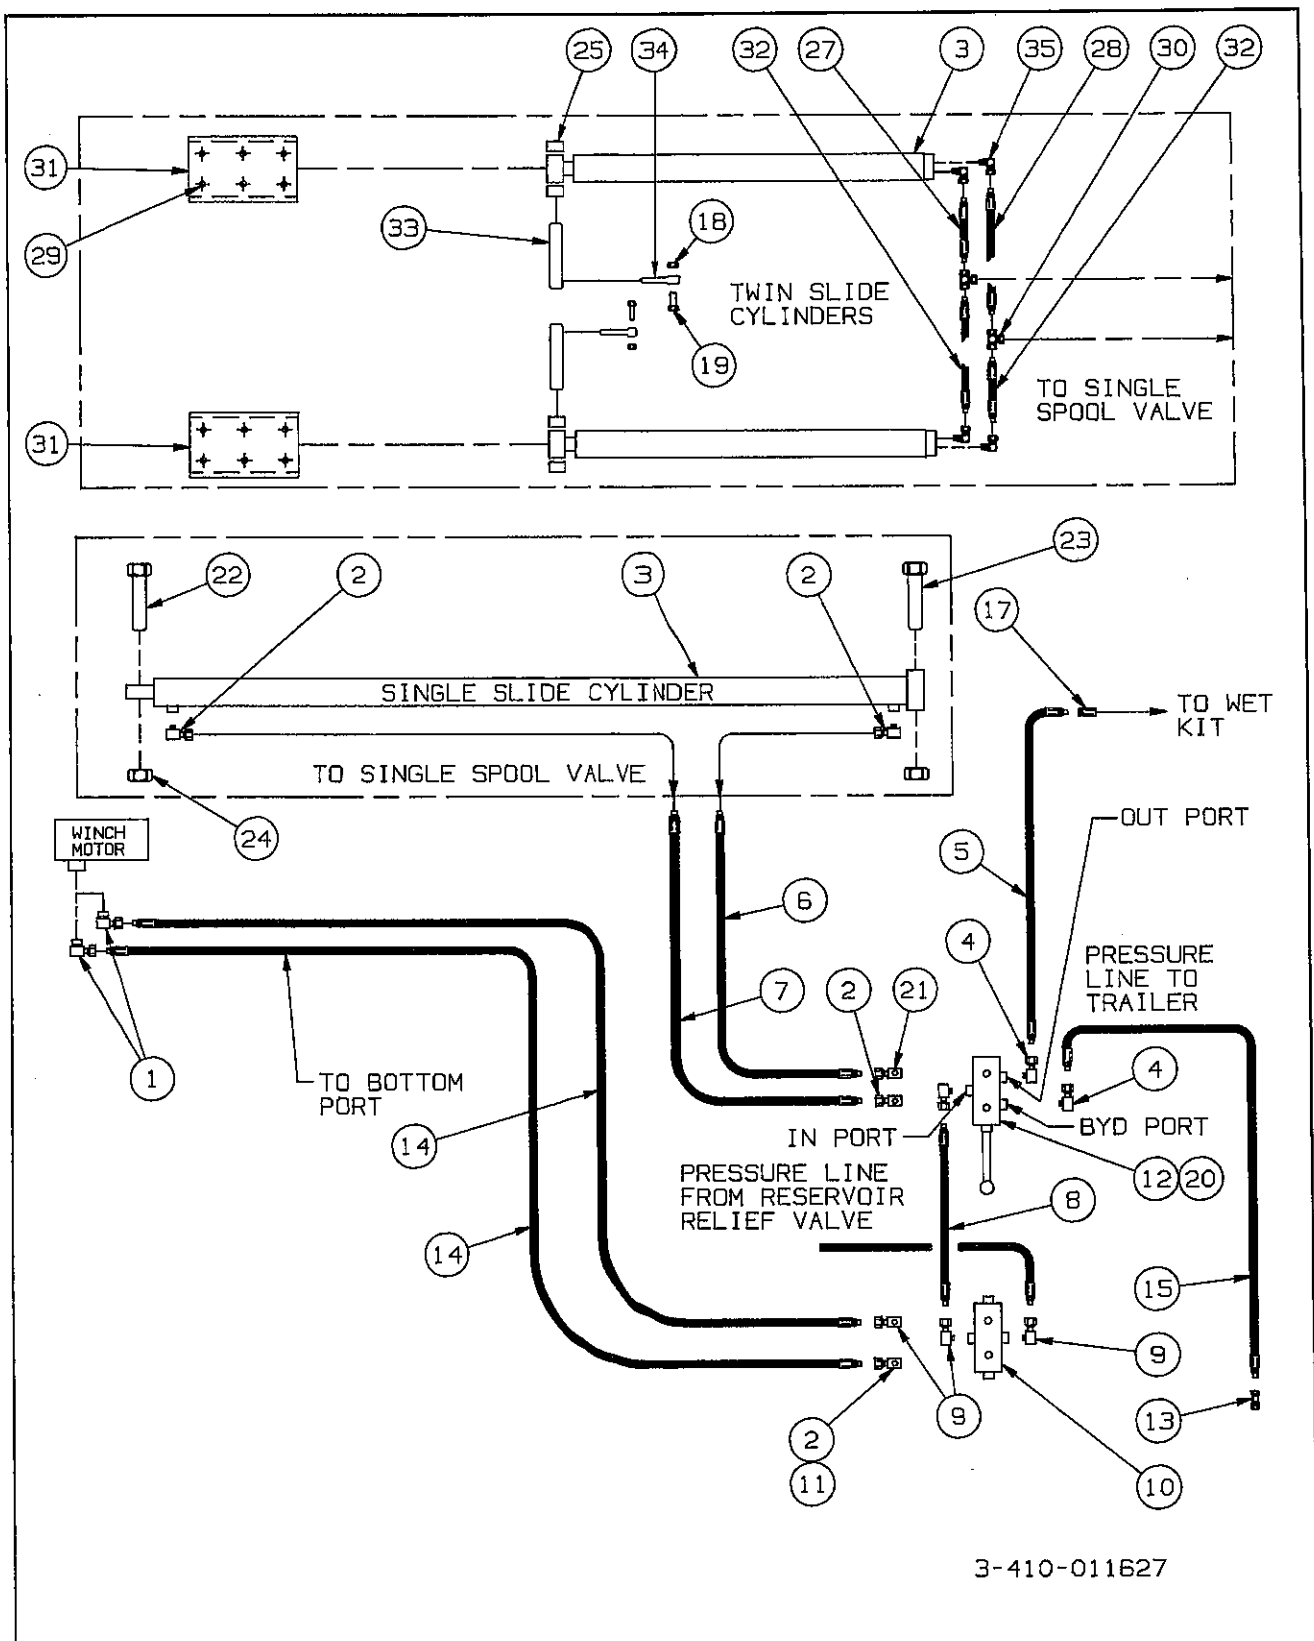 25 34 32 27 3 35 28 30 32
31
29
33
18
TWIN SLIDE
CYLINDERS
19
TO SINGLE
SPOOL VALVE
31
22 2 3 2 23
17
SINGLE SLIDE CYLINDER
TO WET
KIT
TO SINGLE SPOOL VALVE
WINCH
MOTOR
24
OUT PORT
5
6
4
PRESSURE
LINE TO
TRAILER
7 2 21
1
TO BOTTOM
PORT
4
14
IN PORT
BYD PORT
PRESSURE LINE
FROM RESERVOIR
RELIEF VALVE
12 20
8
14
15
9
9
13
2
11
10
3-410-011627